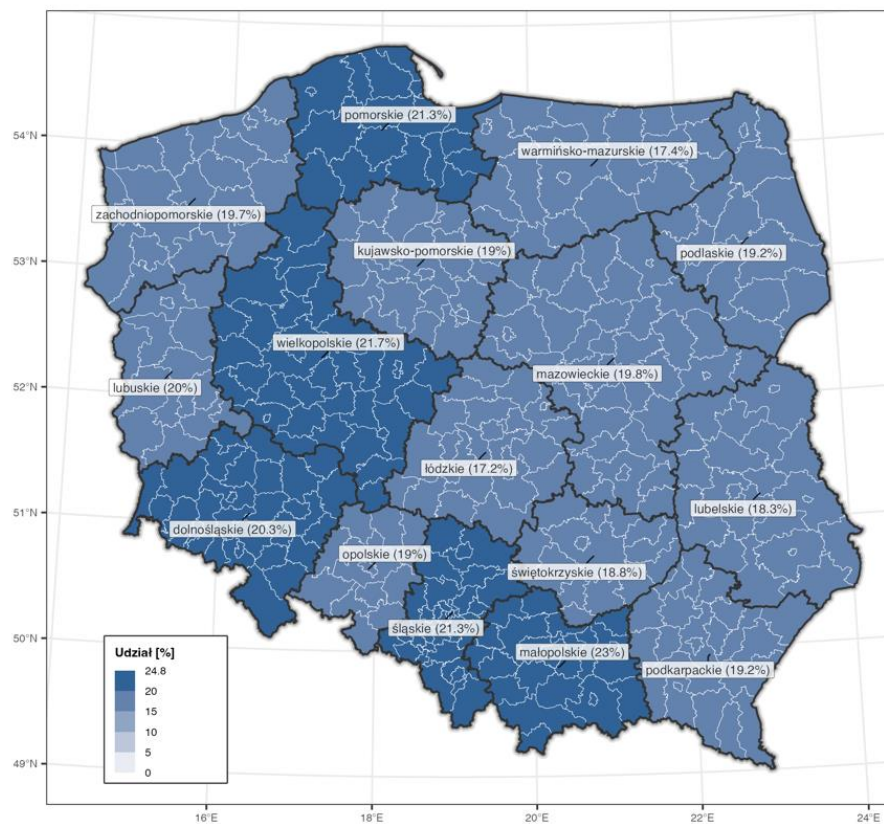 54°N
53°N
52°N
51°N
50°N
49°N
pomorskie (21.3%)
warmińsko-mazurskie (17.4%)
zachodniopomorskie (19.7%)
kujawsko-pomorskie (19%)
podlaskie (19.2%)
wielkopolskie (21.7%)
mazowieckie (19.8%)
lubuskie (20%)
łódzkie (17.2%)
lubelskie (18.3%)
dolnośląskie (20.3%)
opolskie (19%)
świętokrzyskie (18.8%)
śląskie (21.3%)
małopolskie (23%)
podkarpackie (19.2%)
Udział [%]
24.8
20
15
10
5
0
16°E
18°E
20°E
22°E
24°E